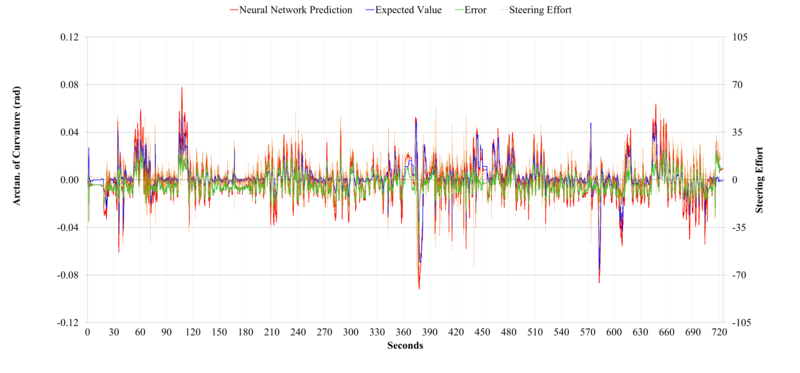 Neural Network Prediction Expected Value Error Steering Effort
0.12 105
0.08 70
0.04 35
0.00 0
-0.04 -35
-0.08 -70
-0.12 -105
Arctan. of Curvature (rad)
Steering Effort
0 30 60 90 120 150 180 210 240 270 300 330 360 390 420 450 480 510 540 570 600 630 660 690 720
Seconds